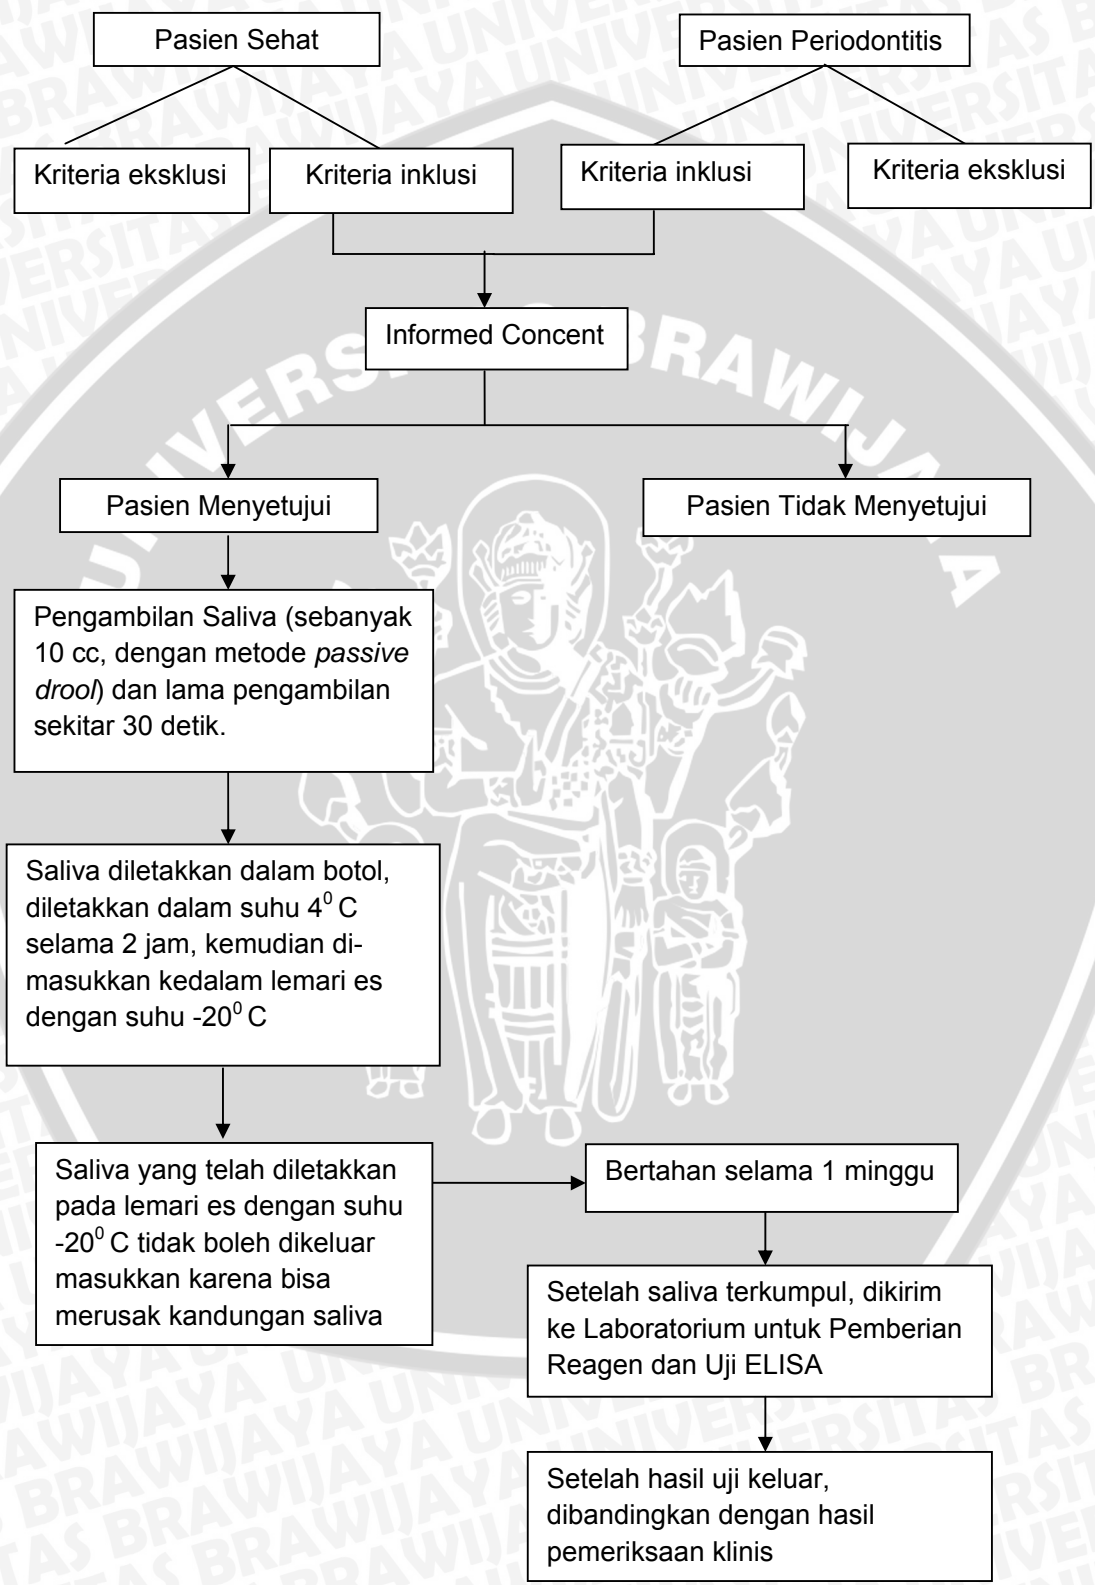 Pasien Sehat
Pasien Periodontitis
Kriteria eksklusi
Kriteria inklusi
Kriteria inklusi
Kriteria eksklusi
Informed Concent
Pasien Menyetujui
Pasien Tidak Menyetujui
Pengambilan Saliva (sebanyak
10 cc, dengan metode passive
drool) dan lama pengambilan
sekitar 30 detik.
Saliva diletakkan dalam botol,
diletakkan dalam suhu 4⁰ C
selama 2 jam, kemudian di-
masukkan kedalam lemari es
dengan suhu -20⁰ C
Saliva yang telah diletakkan
pada lemari es dengan suhu
-20⁰ C tidak boleh dikeluar
masukkan karena bisa
merusak kandungan saliva
Bertahan selama 1 minggu
Setelah saliva terkumpul, dikirim
ke Laboratorium untuk Pemberian
Reagen dan Uji ELISA
Setelah hasil uji keluar,
dibandingkan dengan hasil
pemeriksaan klinis
BRAWIJAYA